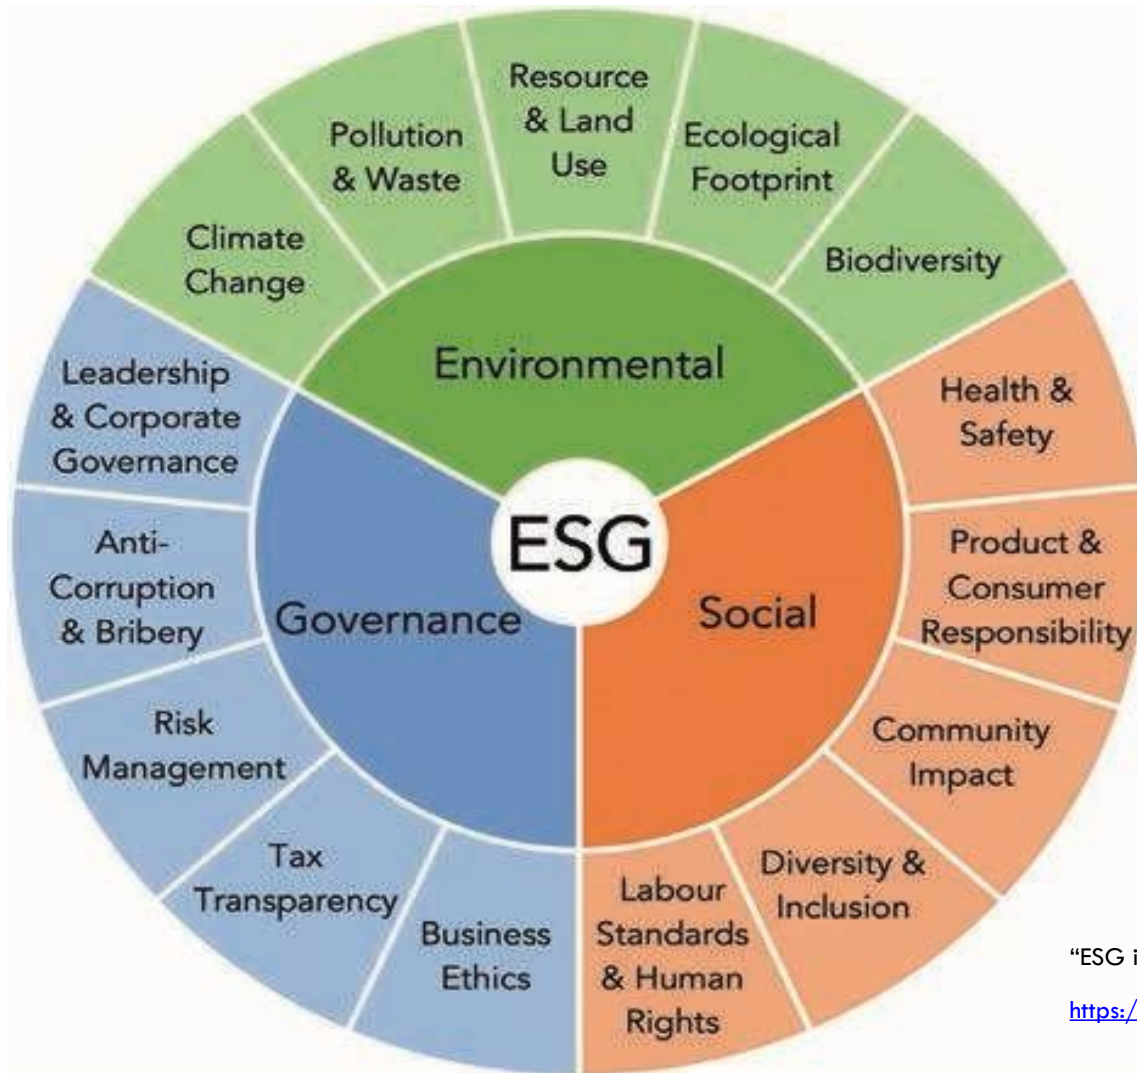 Resource
& Land
Use
Pollution
& Waste
Ecological
Footprint
Climate
Change
Biodiversity
Environmental
Leadership
& Corporate
Governance
Health &
Safety
ESG
Anti-
Corruption
& Bribery
Product &
Consumer
Responsibility
Governance
Social
Risk
Management
Community
Impact
Tax
Transparency
Diversity &
Inclusion
Business
Ethics
Labour
Standards
& Human
Rights
“ESG i
https:/